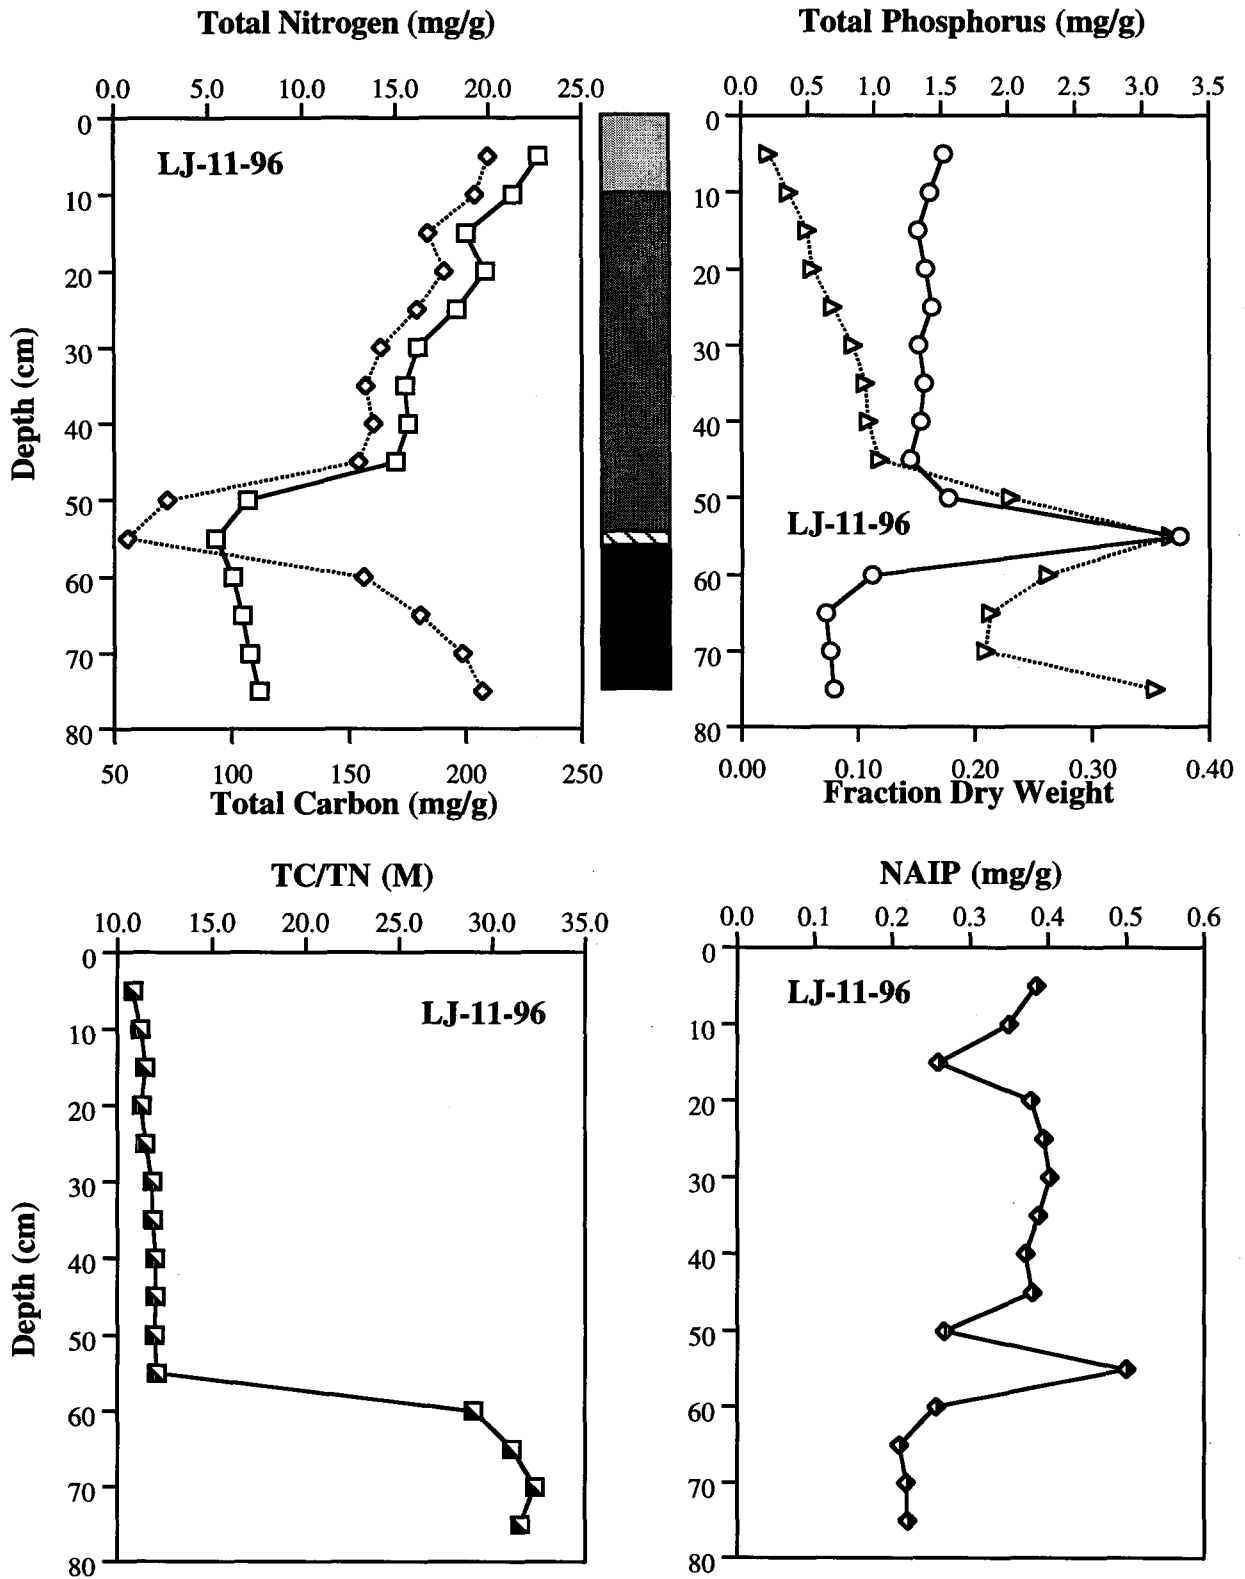 Total Nitrogen (mg/g)
0.0 5.0 10.0 15.0 20.0 25.0
0
10
20
30
40
50
60
70
80
Depth (cm)
LJ-11-96
50 100 150 200 250
Total Carbon (mg/g)
Total Phosphorus (mg/g)
0.0 0.5 1.0 1.5 2.0 2.5 3.0 3.5
0
10
20
30
40
50
60
70
80
LJ-11-96
0.00 0.10 0.20 0.30 0.40
Fraction Dry Weight
TC/TN (M)
10.0 15.0 20.0 25.0 30.0 35.0
0
10
20
30
40
50
60
70
80
Depth (cm)
LJ-11-96
NAIP (mg/g)
0.0 0.1 0.2 0.3 0.4 0.5 0.6
0
10
20
30
40
50
60
70
80
LJ-11-96